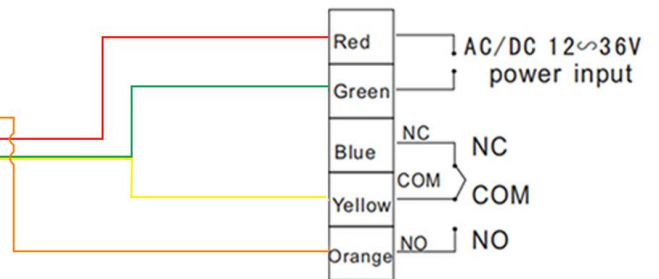 Red
AC/DC 12∽36V
power input
Green
Blue
NC
NC
Yellow
COM
COM
Orange
NO
NO